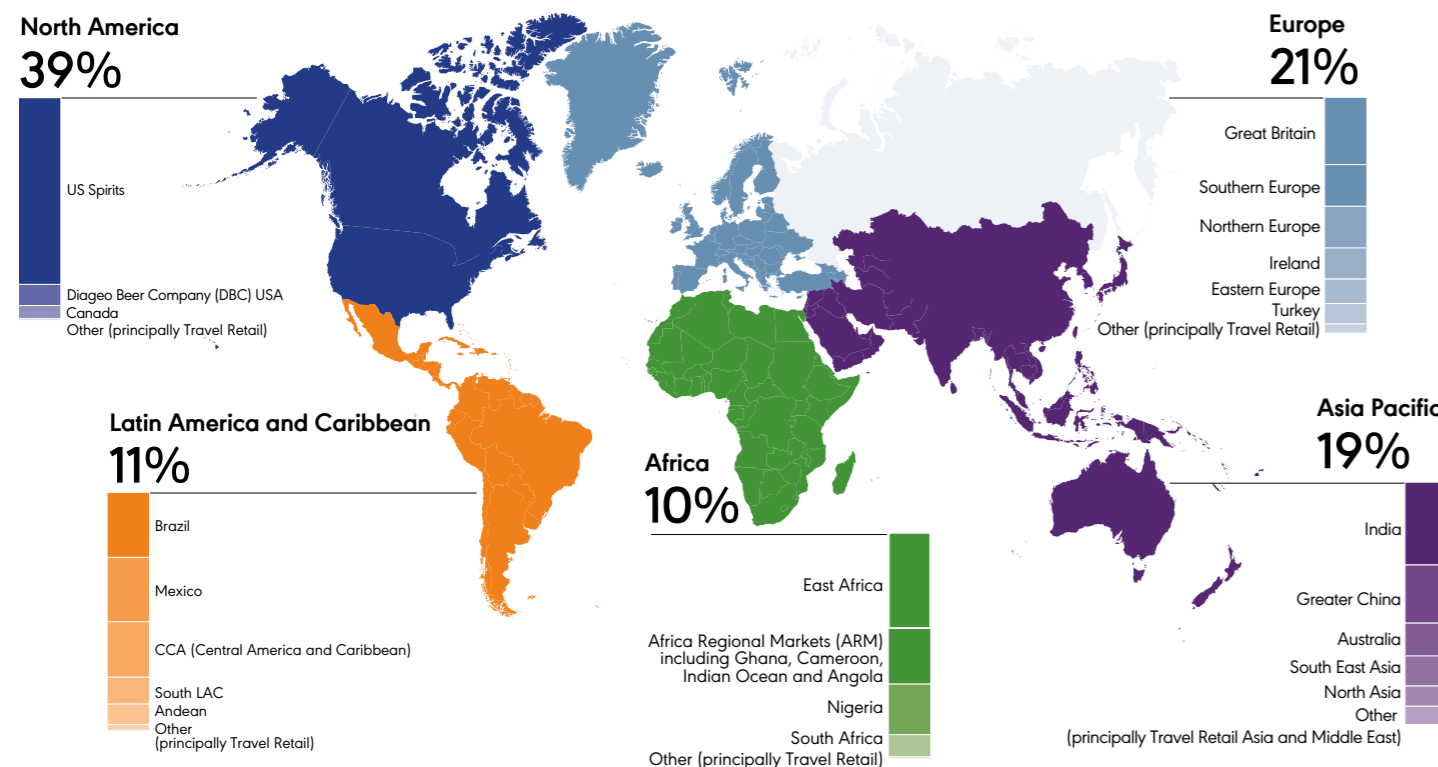 North America
39%
US Spirits
Diageo Beer Company (DBC) USA
Canada
Other (principally Travel Retail)
Europe
21%
Great Britain
Southern Europe
Northern Europe
Ireland
Eastern Europe
Turkey
Other (principally Travel Retail)
Latin America and Caribbean
11%
Brazil
Mexico
CCA (Central America and Caribbean)
South LAC
Andean
Other
(principally Travel Retail)
Africa
10%
East Africa
Africa Regional Markets (ARM)
including Ghana, Cameroon,
Indian Ocean and Angola
Nigeria
South Africa
Other (principally Travel Retail)
Asia Pacific
19%
India
Greater China
Australia
South East Asia
North Asia
Other
(principally Travel Retail Asia and Middle East)